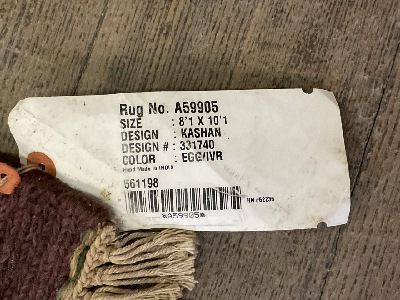 Rug No. A59905
SIZE : 8'1 X 10'1
DESIGN : KASHAN
DESIGN # : 331740
COLOR : EGG/IVR
Hand Made in INDIA
561198
*A59905*